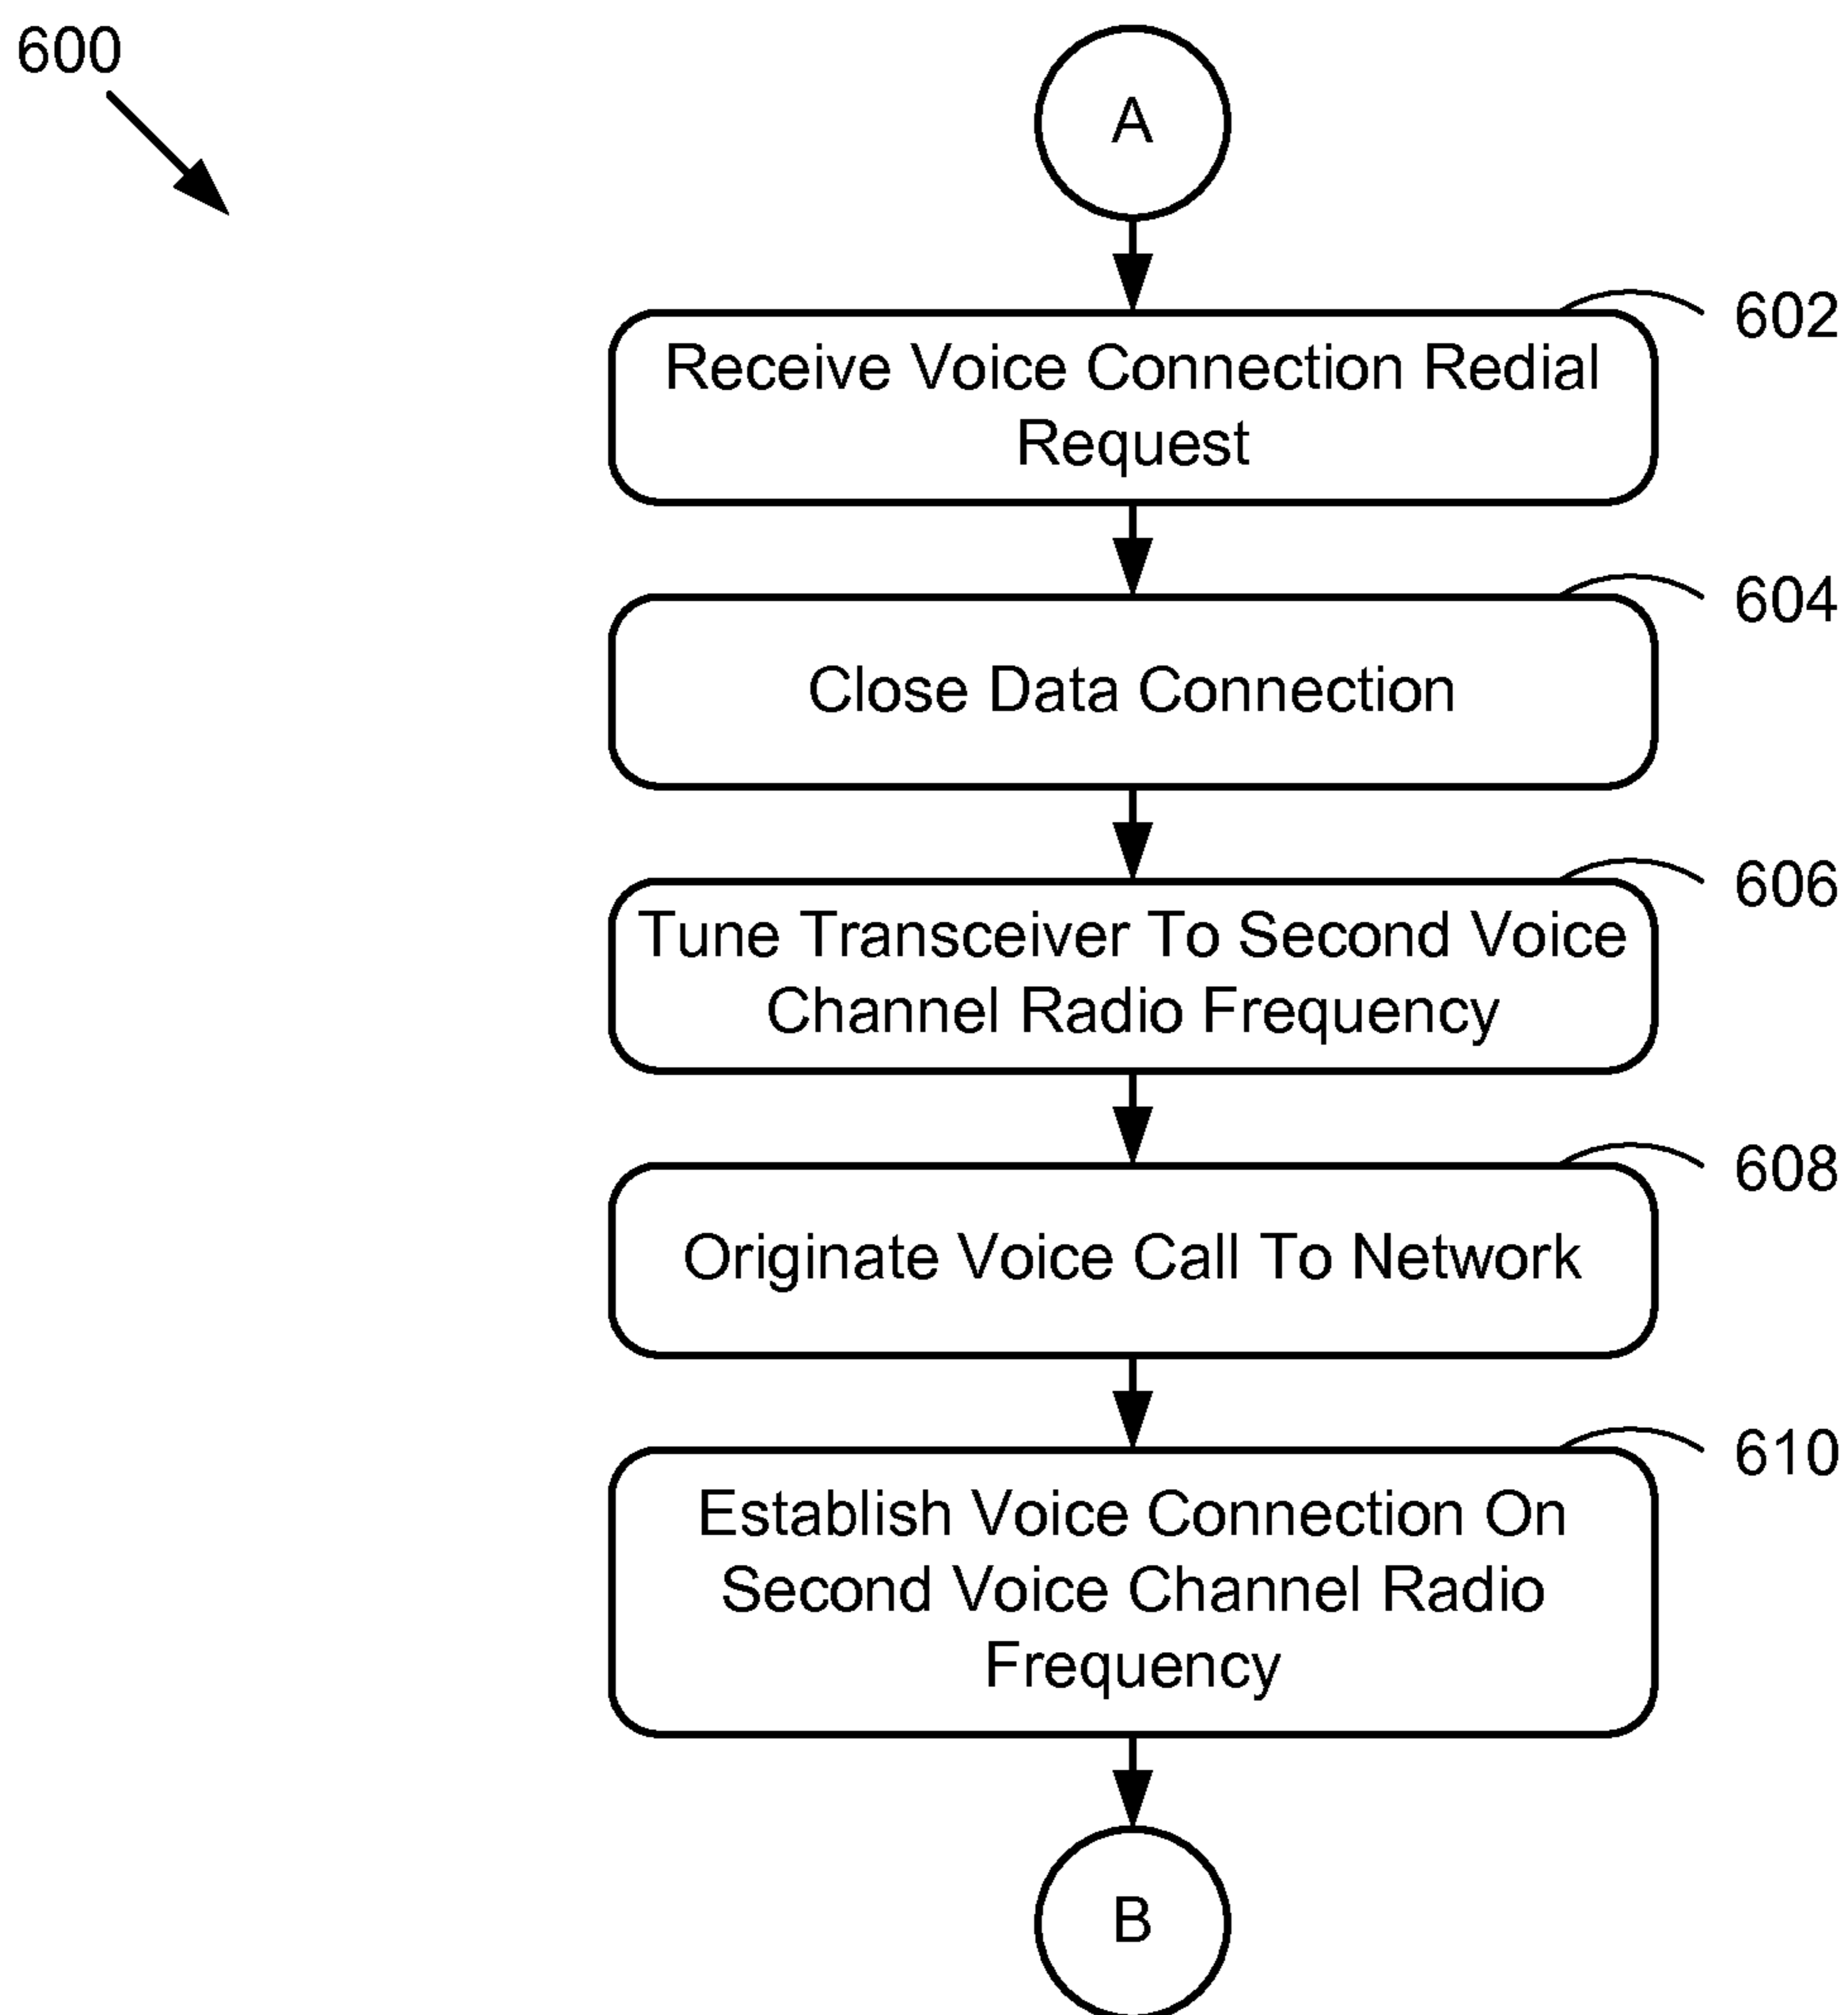 600
A
602
Receive Voice Connection Redial
Request
604
Close Data Connection
606
Tune Transceiver To Second Voice
Channel Radio Frequency
608
Originate Voice Call To Network
610
Establish Voice Connection On
Second Voice Channel Radio
Frequency
B